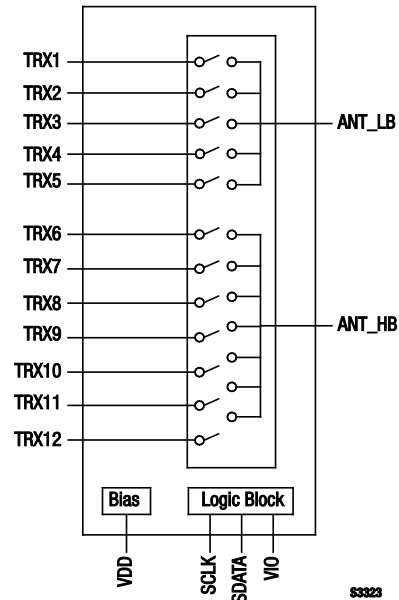 TRX1
TRX2
TRX3
ANT_LB
TRX4
TRX5
TRX6
TRX7
TRX8
TRX9
ANT_HB
TRX10
TRX11
TRX12
Bias
Logic Block
VDD
SCLK
SDATA
VIO
S3323